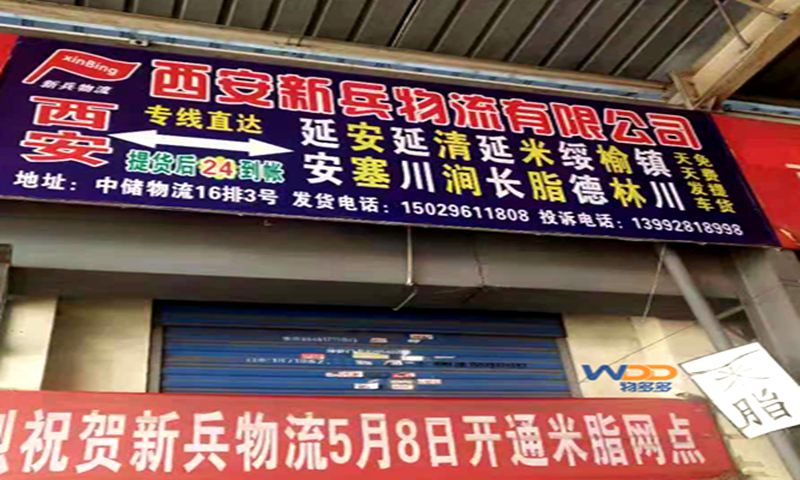 xinBing
新兵物流
西安新兵物流有限公司
西安
专线直达
提货后24到帐
延安 安塞 延川 清涧 延长 米脂 绥德 榆林 镇川
免费提货
天天发车
地址：中储物流16排3号 发货电话：15029611808 投诉电话：13992818998
WDD
物多多
米脂
烈祝贺新兵物流5月8日开通米脂网点